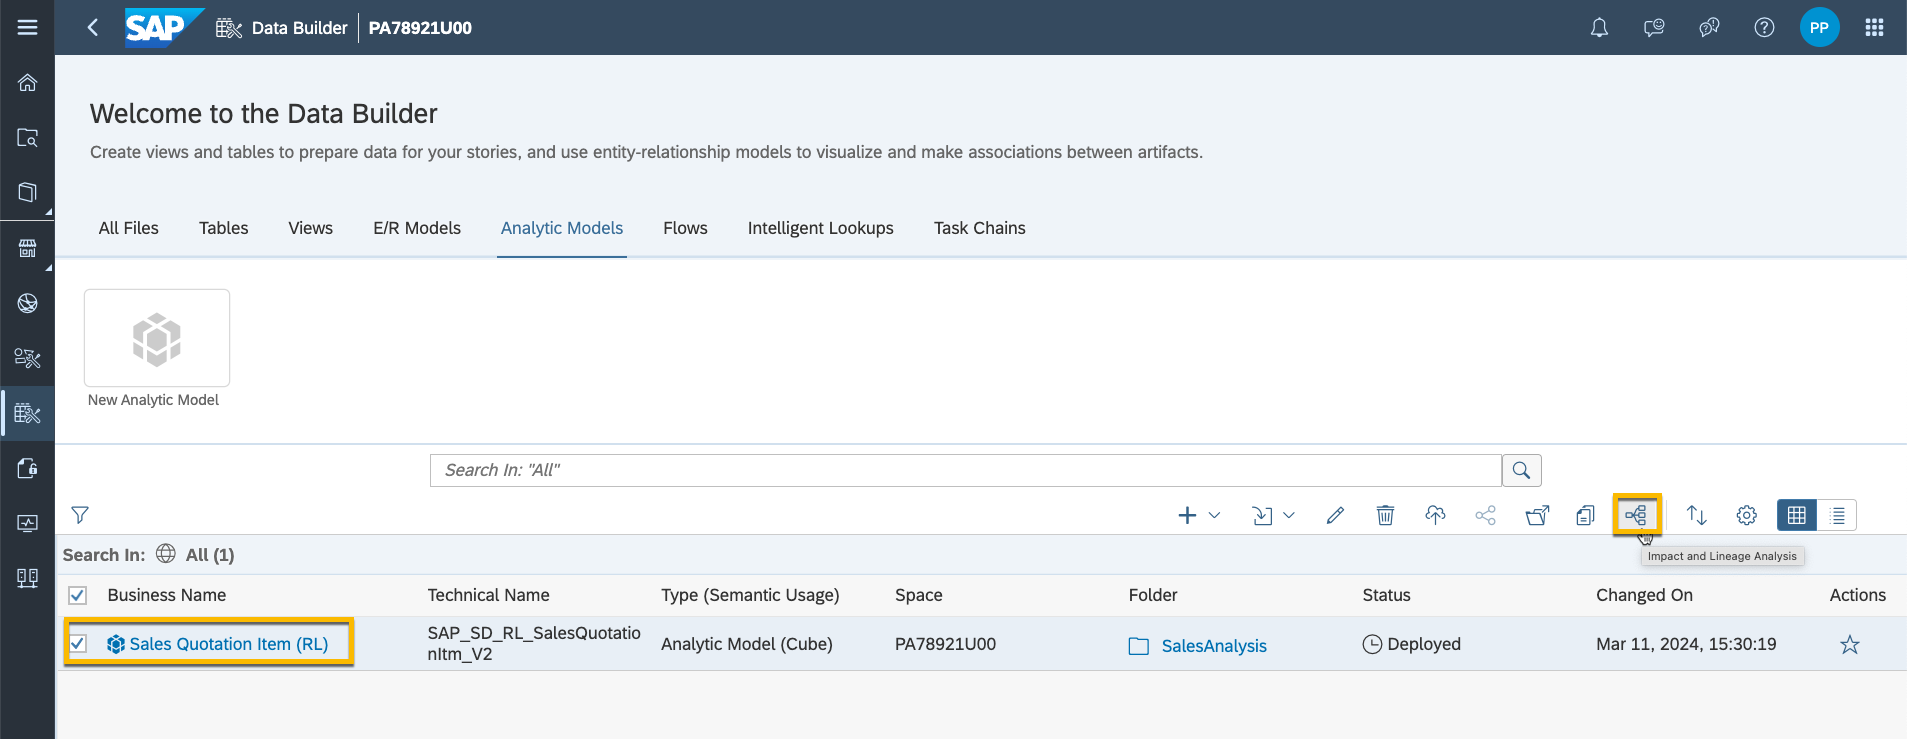 SAP Data Builder PA78921U00
PP
Welcome to the Data Builder
Create views and tables to prepare data for your stories, and use entity-relationship models to visualize and make associations between artifacts.
All Files Tables Views E/R Models Analytic Models Flows Intelligent Lookups Task Chains
New Analytic Model
Search In: "All"
Impact and Lineage Analysis
Search In: All (1)
Business Name Technical Name Type (Semantic Usage) Space Folder Status Changed On Actions
Sales Quotation Item (RL) SAP_SD_RL_SalesQuotatio Analytic Model (Cube) PA78921U00 SalesAnalysis Deployed Mar 11, 2024, 15:30:19
nItm_V2